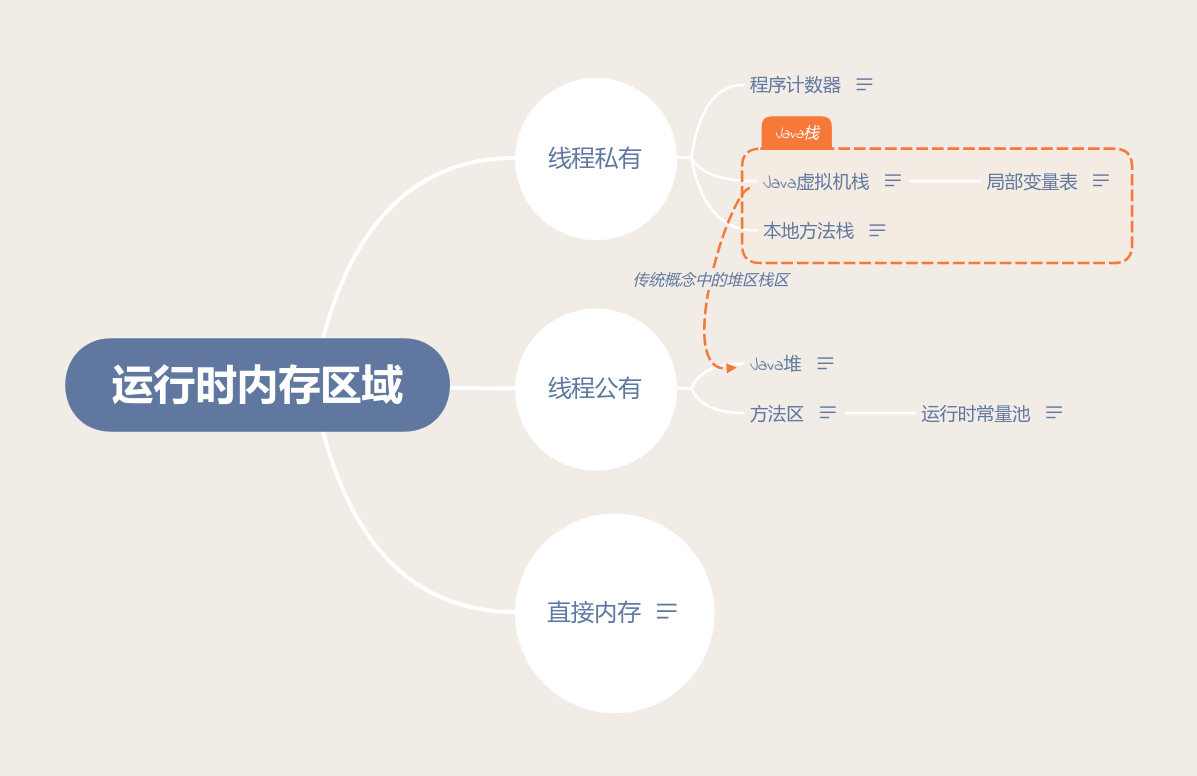 运行时内存区域
线程私有
程序计数器
Java栈
Java虚拟机栈
局部变量表
本地方法栈
传统概念中的堆区栈区
线程公有
Java堆
方法区
运行时常量池
直接内存